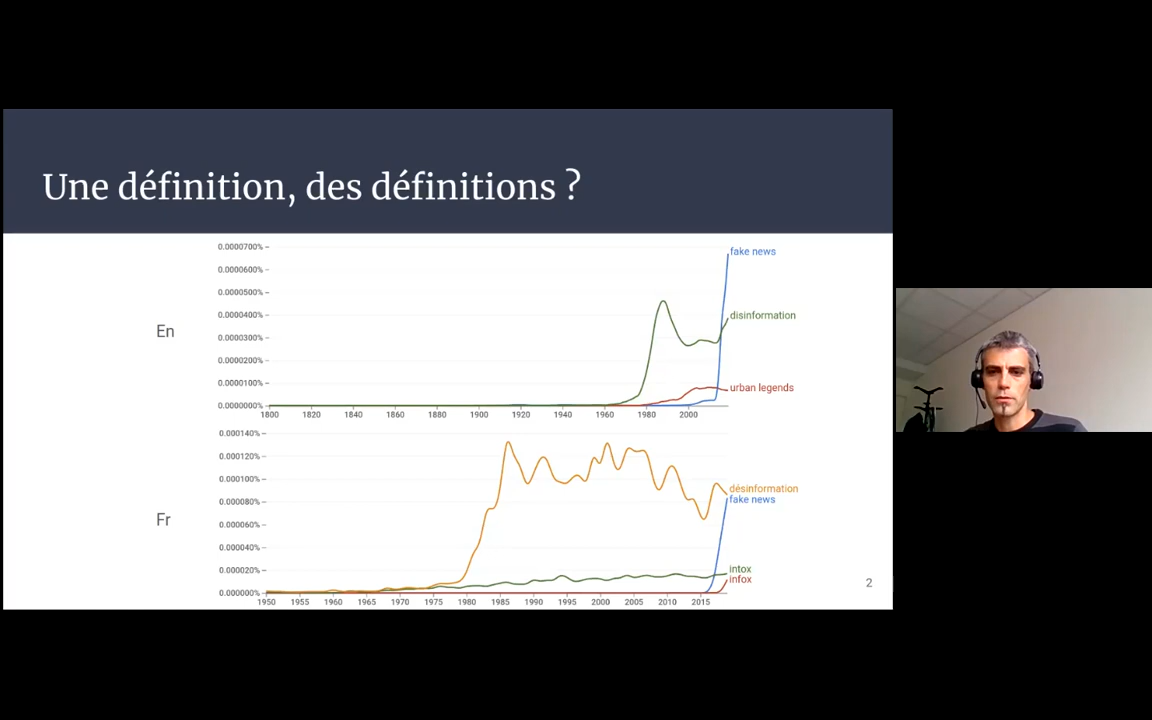 Une définition, des définitions ?
En
0.0000700%
0.0000600%
0.0000500%
0.0000400%
0.0000300%
0.0000200%
0.0000100%
0.0000000%
fake news
disinformation
urban legends
1800 1820 1840 1860 1880 1900 1920 1940 1960 1980 2000
Fr
0.000140%
0.000120%
0.000100%
0.000080%
0.000060%
0.000040%
0.000020%
0.000000%
désinformation
fake news
intox
infox
1950 1955 1960 1965 1970 1975 1980 1985 1990 1995 2000 2005 2010 2015
2